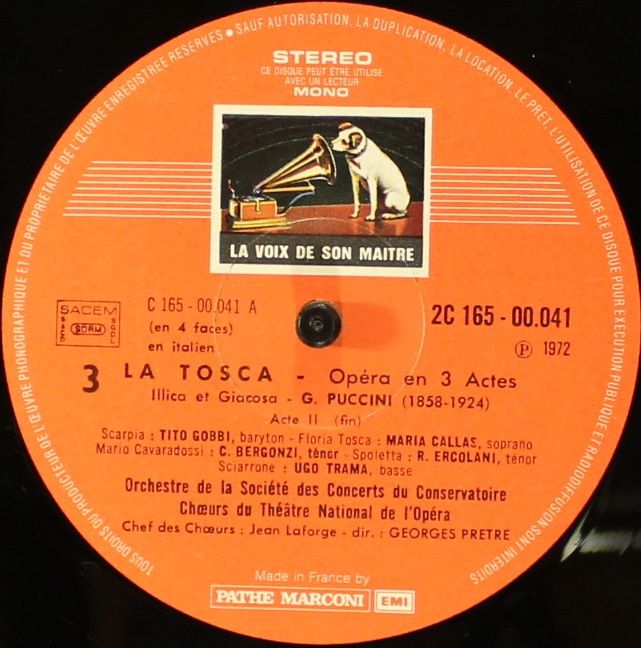 TOUS DROITS DU PRODUCTEUR DE L'ŒUVRE PHONOGRAPHIQUE ET DU PROPRIETAIRE DE L'ŒUVRE ENREGISTREE RESERVES ● SAUF AUTORISATION, LA DUPLICATION, LA LOCATION, LE PRET, L'UTILISATION DE CE DISQUE POUR EXECUTION PUBLIQUE ET RADIODIFFUSION SONT INTERDITS
STEREO
CE DISQUE PEUT ÊTRE UTILISE
AVEC UN LECTEUR
MONO
LA VOIX DE SON MAITRE
SACEM
SACD SDRM SGDL
C 165-00.041 A
(en 4 faces)
en italien
2C 165-00.041
Ⓟ 1972
3 LA TOSCA - Opéra en 3 Actes
Illica et Giacosa - G. PUCCINI (1858-1924)
Acte II (fin)
Scarpia : TITO GOBBI, baryton - Floria Tosca : MARIA CALLAS, soprano
Mario Cavaradossi : C. BERGONZI, ténor - Spoletta : R. ERCOLANI, ténor
Sciarrone : UGO TRAMA, basse
Orchestre de la Société des Concerts du Conservatoire
Chœurs du Théâtre National de l'Opéra
Chef des Chœurs : Jean Laforge - dir. : GEORGES PRETRE
Made in France by
PATHE MARCONI EMI